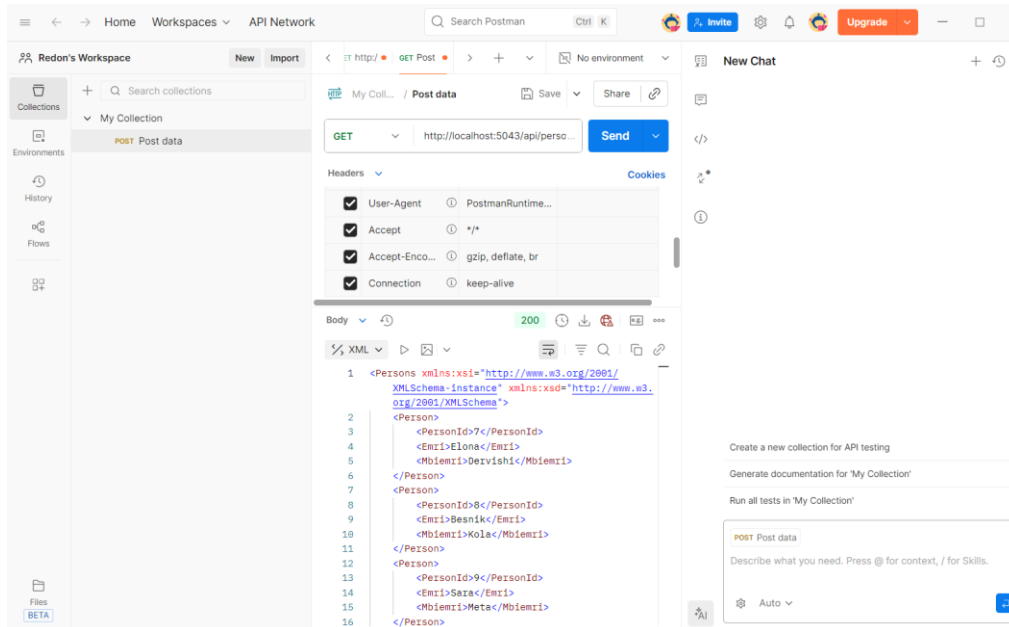 Home Workspaces API Network
Search Postman Ctrl K
Invite
Upgrade
Redon's Workspace New Import
Collections
Environments
History
Flows
Files
BETA
Search collections
My Collection
POST Post data
http:/ GET Post No environment
HTTP My Coll... / Post data Save Share
GET http://localhost:5043/api/perso... Send
Headers Cookies
User-Agent PostmanRuntime...
Accept */*
Accept-Enco... gzip, deflate, br
Connection keep-alive
Body 200
XML
1 <Persons xmlns:xsi="http://www.w3.org/2001/
XMLSchema-instance" xmlns:xsd="http://www.w3.
org/2001/XMLSchema">
2 <Person>
3 <PersonId>7</PersonId>
4 <Emri>Elona</Emri>
5 <Mbiemri>Dervishi</Mbiemri>
6 </Person>
7 <Person>
8 <PersonId>8</PersonId>
9 <Emri>Besnik</Emri>
10 <Mbiemri>Kola</Mbiemri>
11 </Person>
12 <Person>
13 <PersonId>9</PersonId>
14 <Emri>Sara</Emri>
15 <Mbiemri>Meta</Mbiemri>
16 </Person>
New Chat
Create a new collection for API testing
Generate documentation for 'My Collection'
Run all tests in 'My Collection'
POST Post data
Describe what you need. Press @ for context, / for Skills.
Auto
AI